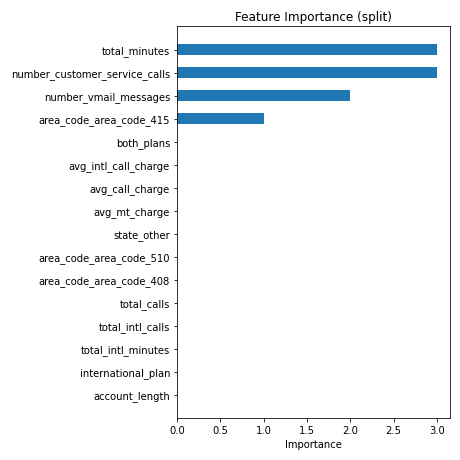 Feature Importance (split)
total_minutes
number_customer_service_calls
number_vmail_messages
area_code_area_code_415
both_plans
avg_intl_call_charge
avg_call_charge
avg_mt_charge
state_other
area_code_area_code_510
area_code_area_code_408
total_calls
total_intl_calls
total_intl_minutes
international_plan
account_length
0.0 0.5 1.0 1.5 2.0 2.5 3.0
Importance